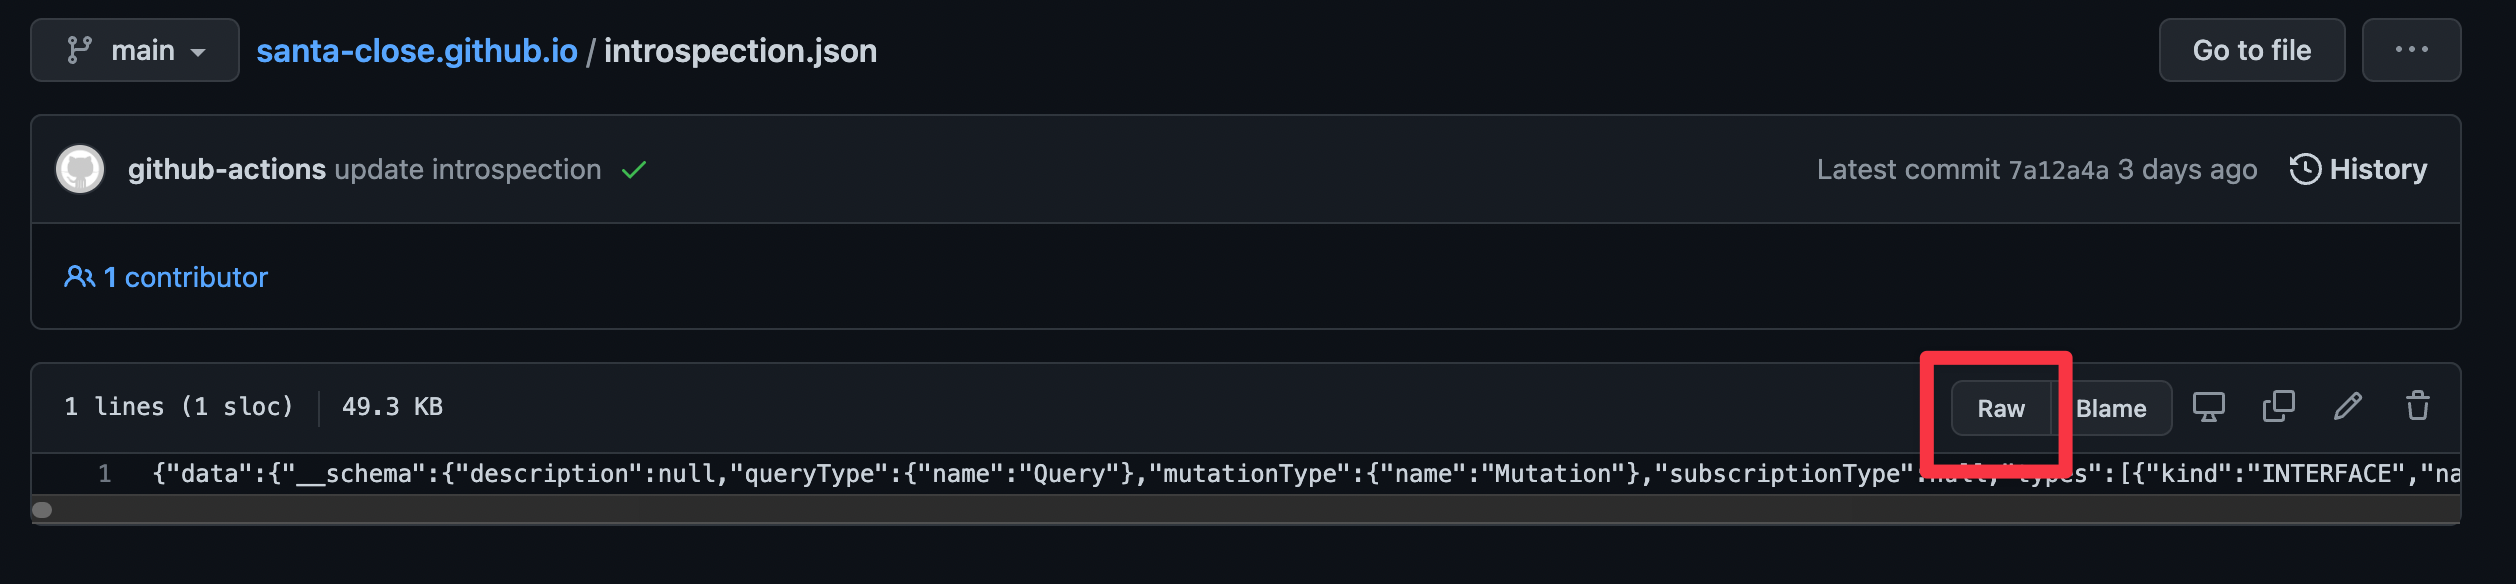 main santa-close.github.io / introspection.json Go to file ...
github-actions update introspection Latest commit 7a12a4a 3 days ago History
1 contributor
1 lines (1 sloc) 49.3 KB Raw Blame
1 {"data":{"__schema":{"description":null,"queryType":{"name":"Query"},"mutationType":{"name":"Mutation"},"subscriptionType":null,"types":[{"kind":"INTERFACE","na